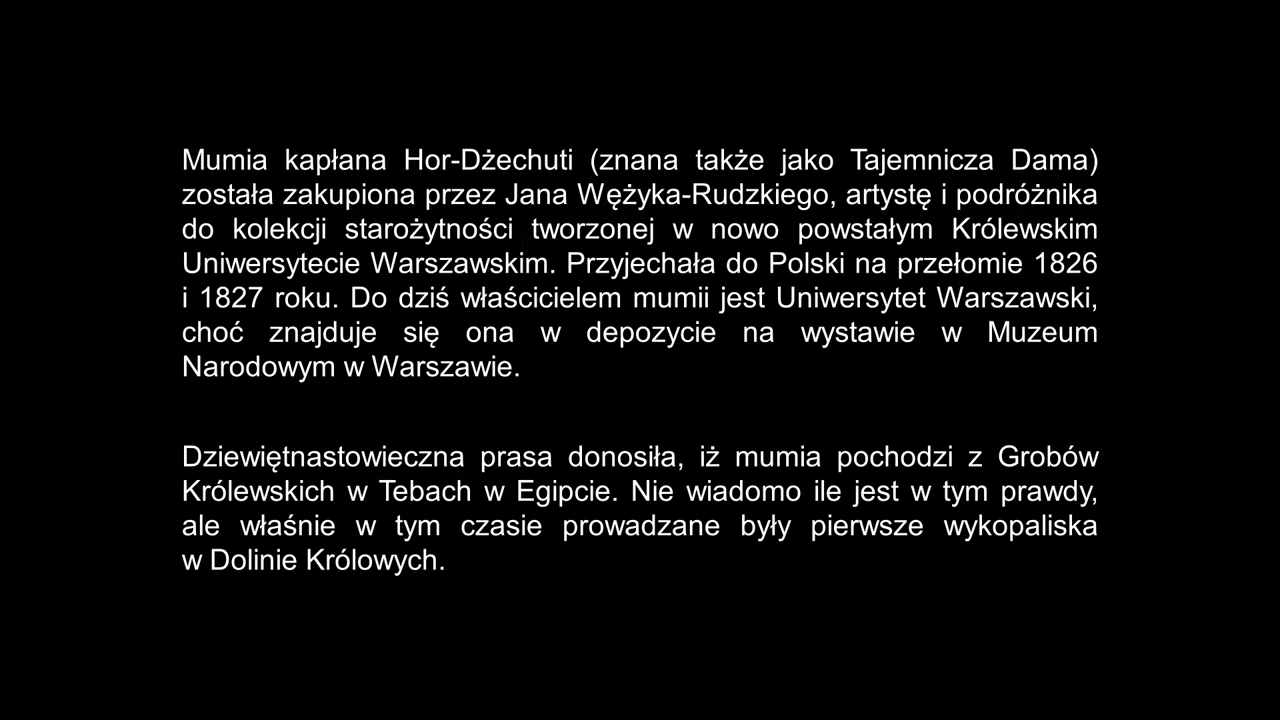 Mumia kapłana Hor-Dżechuti (znana także jako Tajemnicza Dama)
została zakupiona przez Jana Wężyka-Rudzkiego, artystę i podróżnika
do kolekcji starożytności tworzonej w nowo powstałym Królewskim
Uniwersytecie Warszawskim. Przyjechała do Polski na przełomie 1826
i 1827 roku. Do dziś właścicielem mumii jest Uniwersytet Warszawski,
choć znajduje się ona w depozycie na wystawie w Muzeum
Narodowym w Warszawie.
Dziewiętnastowieczna prasa donosiła, iż mumia pochodzi z Grobów
Królewskich w Tebach w Egipcie. Nie wiadomo ile jest w tym prawdy,
ale właśnie w tym czasie prowadzane były pierwsze wykopaliska
w Dolinie Królowych.